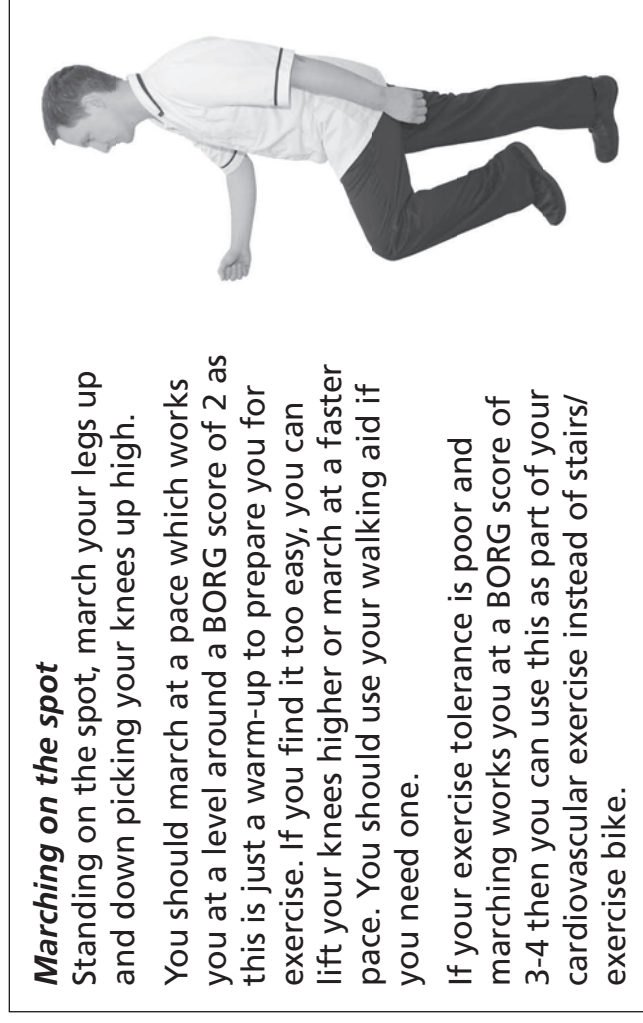 Marching on the spot
Standing on the spot, march your legs up
and down picking your knees up high.
You should march at a pace which works
you at a level around a BORG score of 2 as
this is just a warm-up to prepare you for
exercise. If you find it too easy, you can
lift your knees higher or march at a faster
pace. You should use your walking aid if
you need one.
If your exercise tolerance is poor and
marching works you at a BORG score of
3-4 then you can use this as part of your
cardiovascular exercise instead of stairs/
exercise bike.